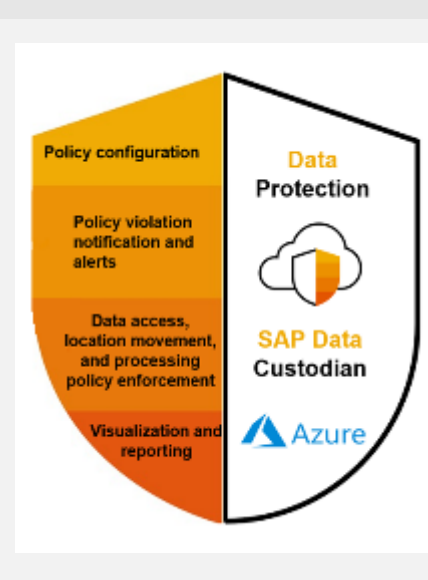 Policy configuration
Policy violation
notification and
alerts
Data access,
location movement,
and processing
policy enforcement
Visualization and
reporting
Data
Protection
SAP Data
Custodian
Azure